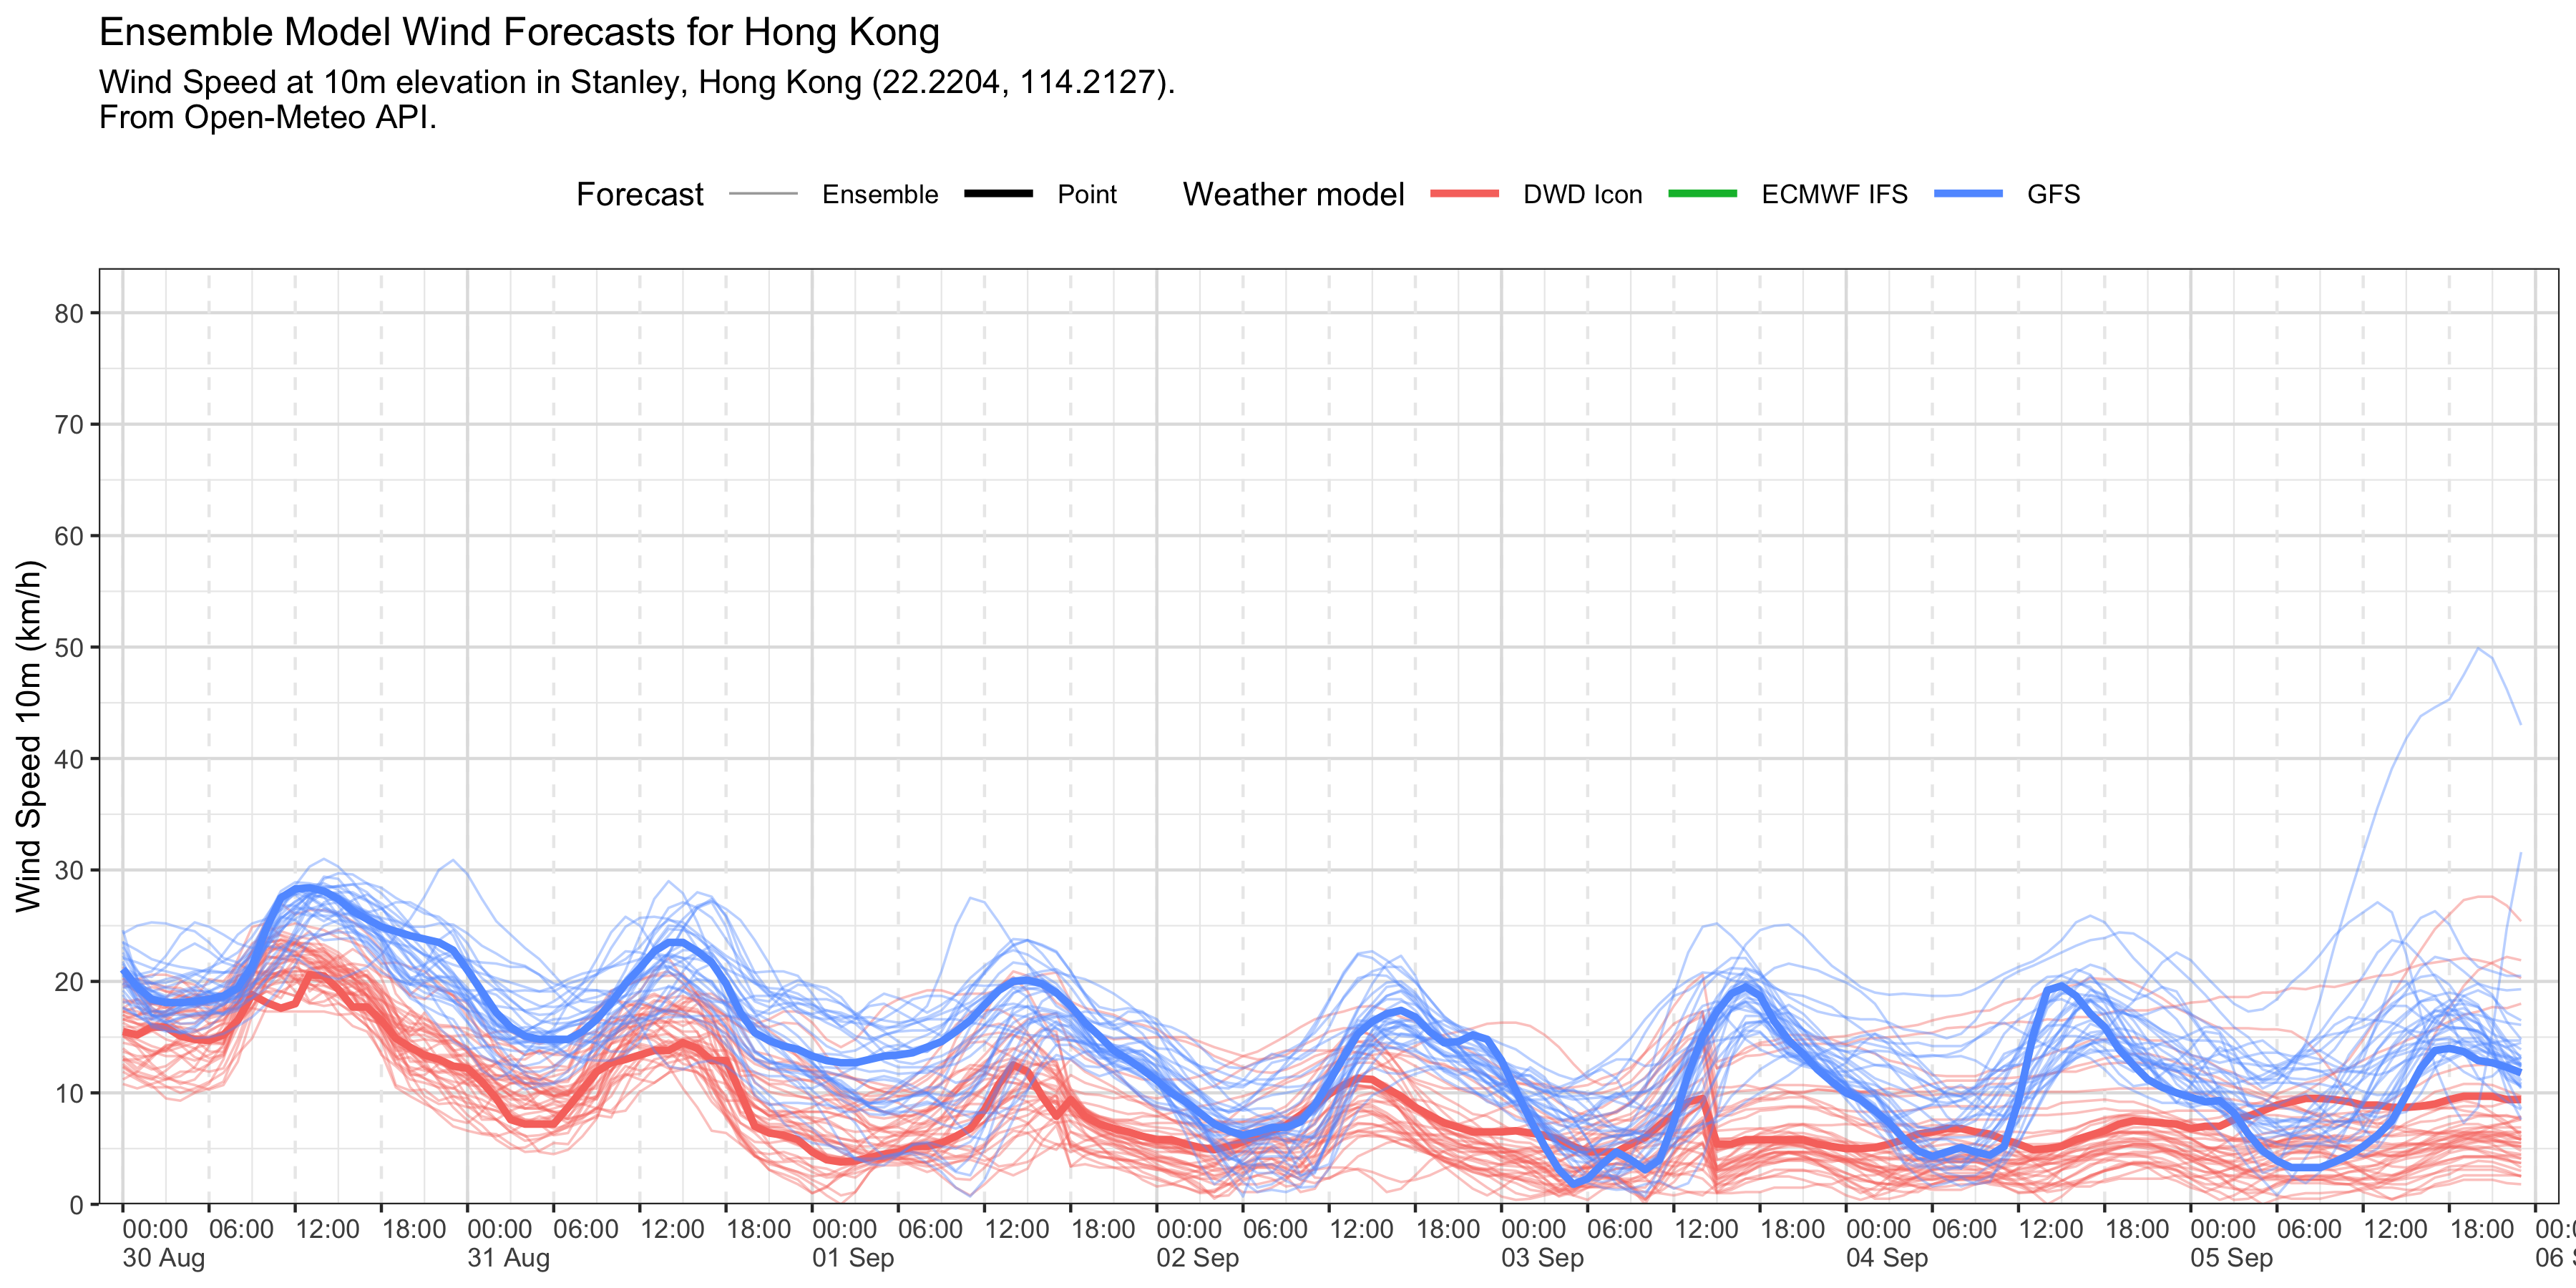 Ensemble Model Wind Forecasts for Hong Kong
Wind Speed at 10m elevation in Stanley, Hong Kong (22.2204, 114.2127).
From Open-Meteo API.
Forecast Ensemble Point Weather model DWD Icon ECMWF IFS GFS
Wind Speed 10m (km/h)
80
70
60
50
40
30
20
10
0
00:00 06:00 12:00 18:00 00:00 06:00 12:00 18:00 00:00 06:00 12:00 18:00 00:00 06:00 12:00 18:00 00:00 06:00 12:00 18:00 00:00 06:00 12:00 18:00 00:00 06:00 12:00 18:00
30 Aug 31 Aug 01 Sep 02 Sep 03 Sep 04 Sep 05 Sep 06